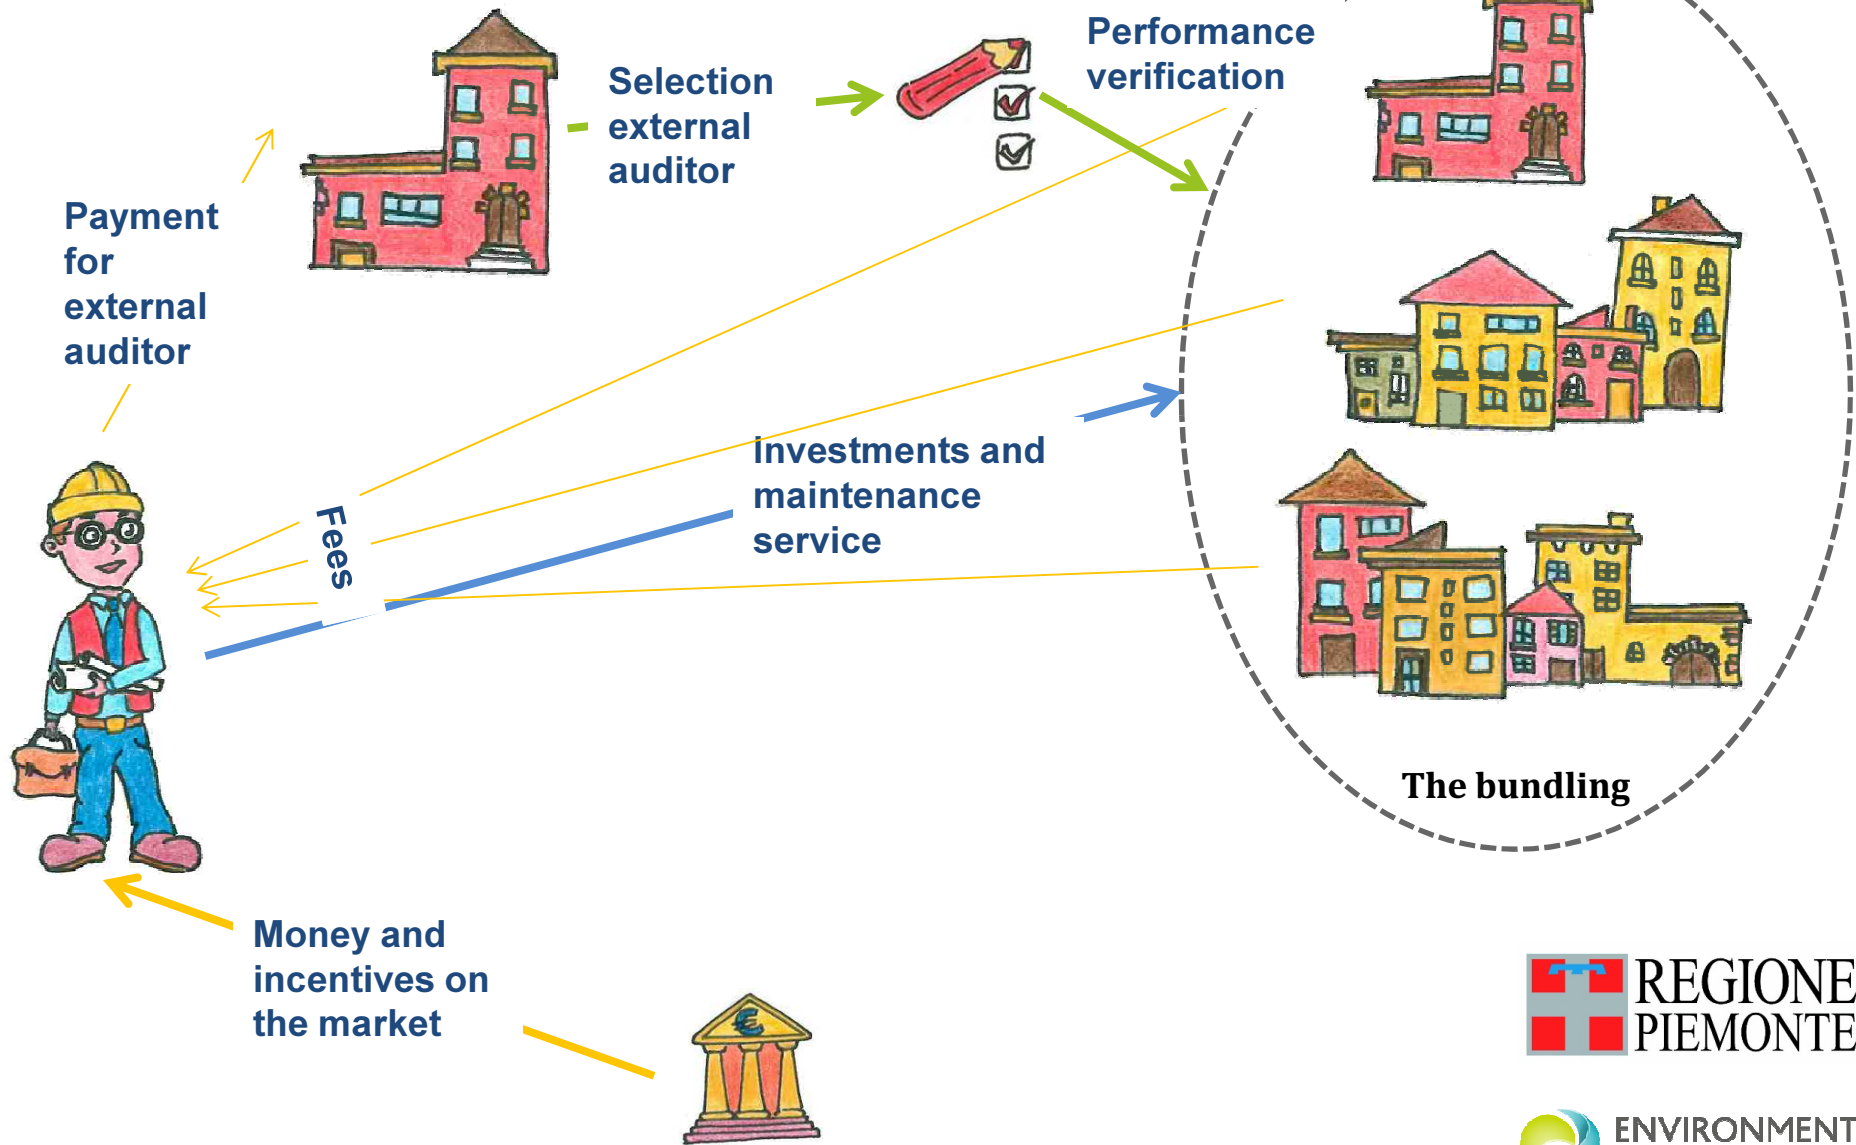 Performance
verification
Selection
external
auditor
Payment
for
external
auditor
Investments and
maintenance
service
Fees
The bundling
Money and
incentives on
the market
€
REGIONE
PIEMONTE
ENVIRONMENT